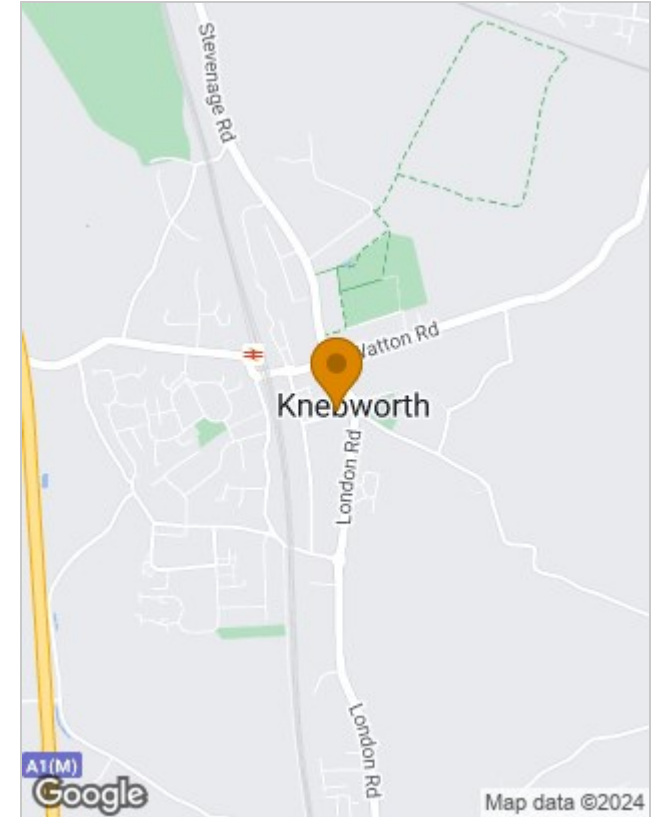 Stevenage Rd
Watton Rd
Knebworth
London Rd
London Rd
A1(M)
Google
Map data ©2024